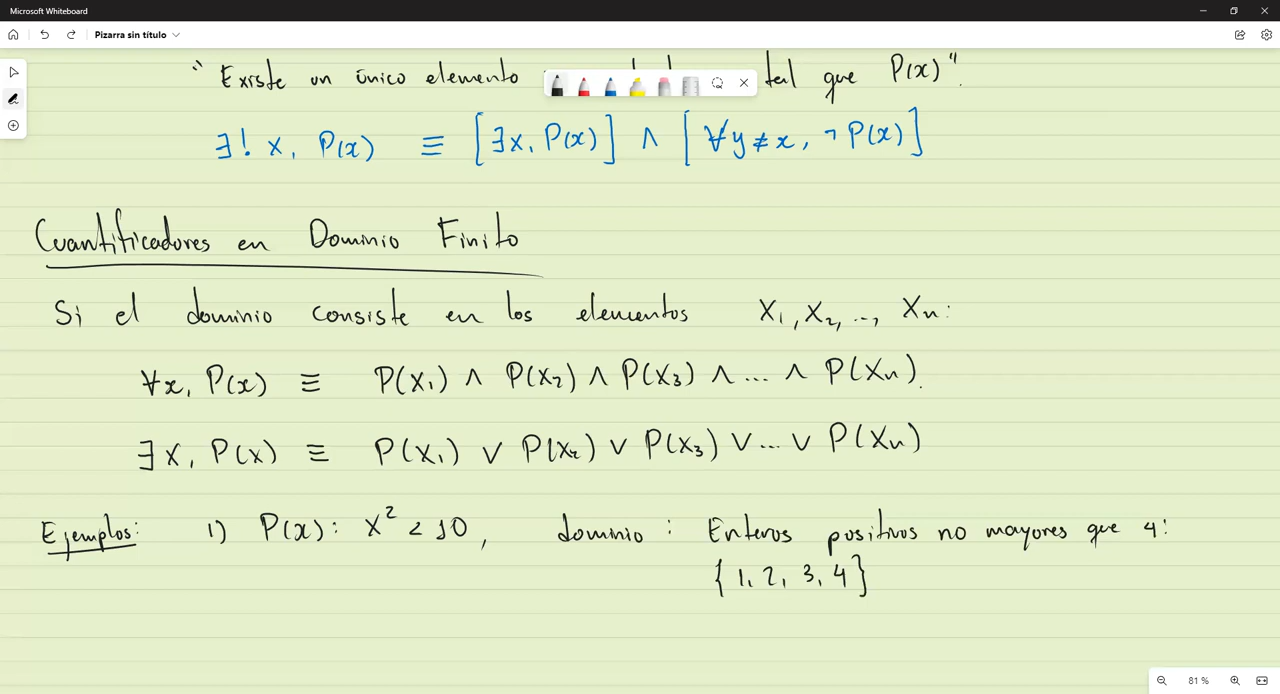 Microsoft Whiteboard
Pizarra sin título
"Existe un único elemento tal que P(x)".
∃! x, P(x) ≡ [∃x, P(x)] ∧ [∀y≠x, ¬P(x)]
Cuantificadores en Dominio Finito
Si el dominio consiste en los elementos X₁, X₂, ..., Xₙ:
∀x, P(x) ≡ P(X₁) ∧ P(X₂) ∧ P(X₃) ∧ ... ∧ P(Xₙ).
∃x, P(x) ≡ P(X₁) ∨ P(X₂) ∨ P(X₃) ∨ ... ∨ P(Xₙ)
Ejemplos: 1) P(x): X² < 10, dominio: Enteros positivos no mayores que 4:
{1, 2, 3, 4}
81 %